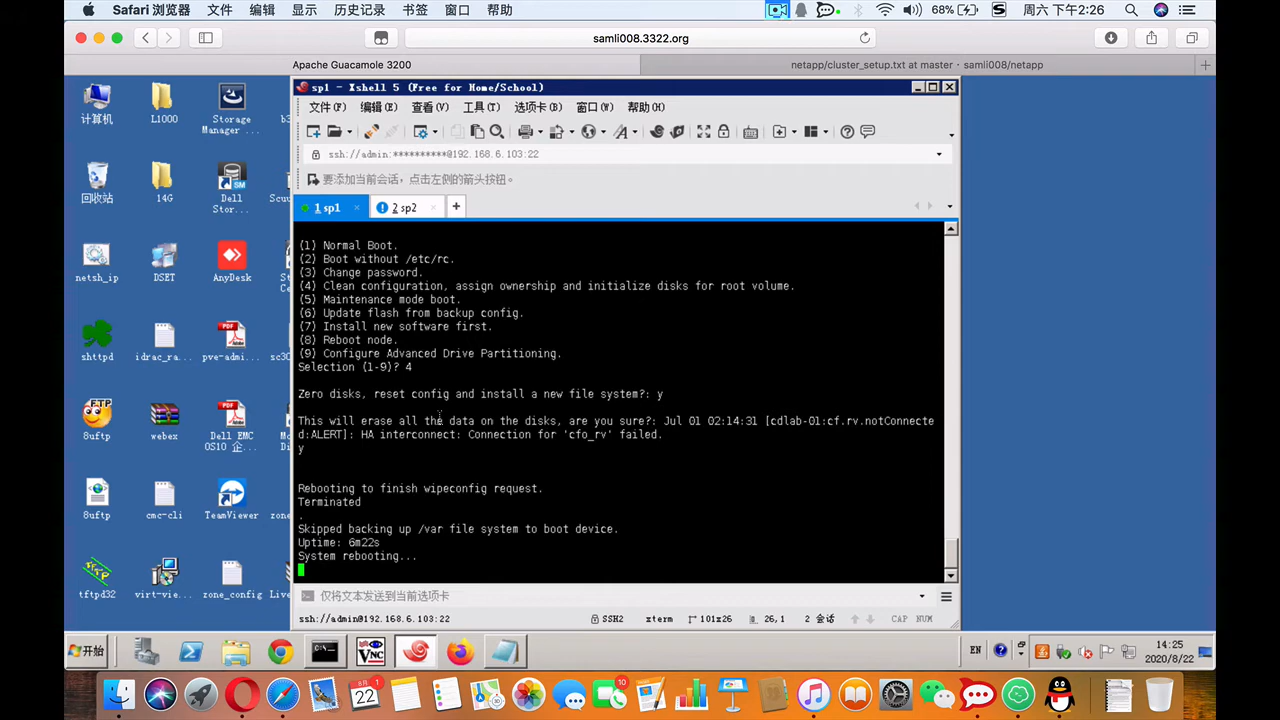 Safari 浏览器 文件 编辑 显示 历史记录 书签 窗口 帮助 68% 周六 下午2:26
samli008.3322.org
Apache Guacamole 3200 netapp/cluster_setup.txt at master · samli008/netapp
sp1 - Xshell 5 (Free for Home/School)
文件(F) 编辑(E) 查看(V) 工具(T) 选项卡(B) 窗口(W) 帮助(H)
ssh://admin:**********@192.168.6.103:22
要添加当前会话，点击左侧的箭头按钮。
1 sp1 2 sp2
(1) Normal Boot.
(2) Boot without /etc/rc.
(3) Change password.
(4) Clean configuration, assign ownership and initialize disks for root volume.
(5) Maintenance mode boot.
(6) Update flash from backup config.
(7) Install new software first.
(8) Reboot node.
(9) Configure Advanced Drive Partitioning.
Selection (1-9)? 4
Zero disks, reset config and install a new file system?: y
This will erase all the data on the disks, are you sure?: Jul 01 02:14:31 [cdlab-01:cf.rv.notConnecte
d:ALERT]: HA interconnect: Connection for 'cfo_rv' failed.
y
Rebooting to finish wipeconfig request.
Terminated
.
Skipped backing up /var file system to boot device.
Uptime: 6m22s
System rebooting...
仅将文本发送到当前选项卡
ssh://admin@192.168.6.103:22 SSH2 xterm 101x26 26,1 2 会话 CAP NUM
计算机 L1000 Storage Manager ...
回收站 14G Dell Stor...
netsh_ip DSET AnyDesk
shttpd idrac_ra... pve-admi...
8uftp webex Dell EMC OS10 企...
8uftp cmc-cli TeamViewer
tftpd32 virt-vie... zone_config
开始 EN 14:25
2020/8/22